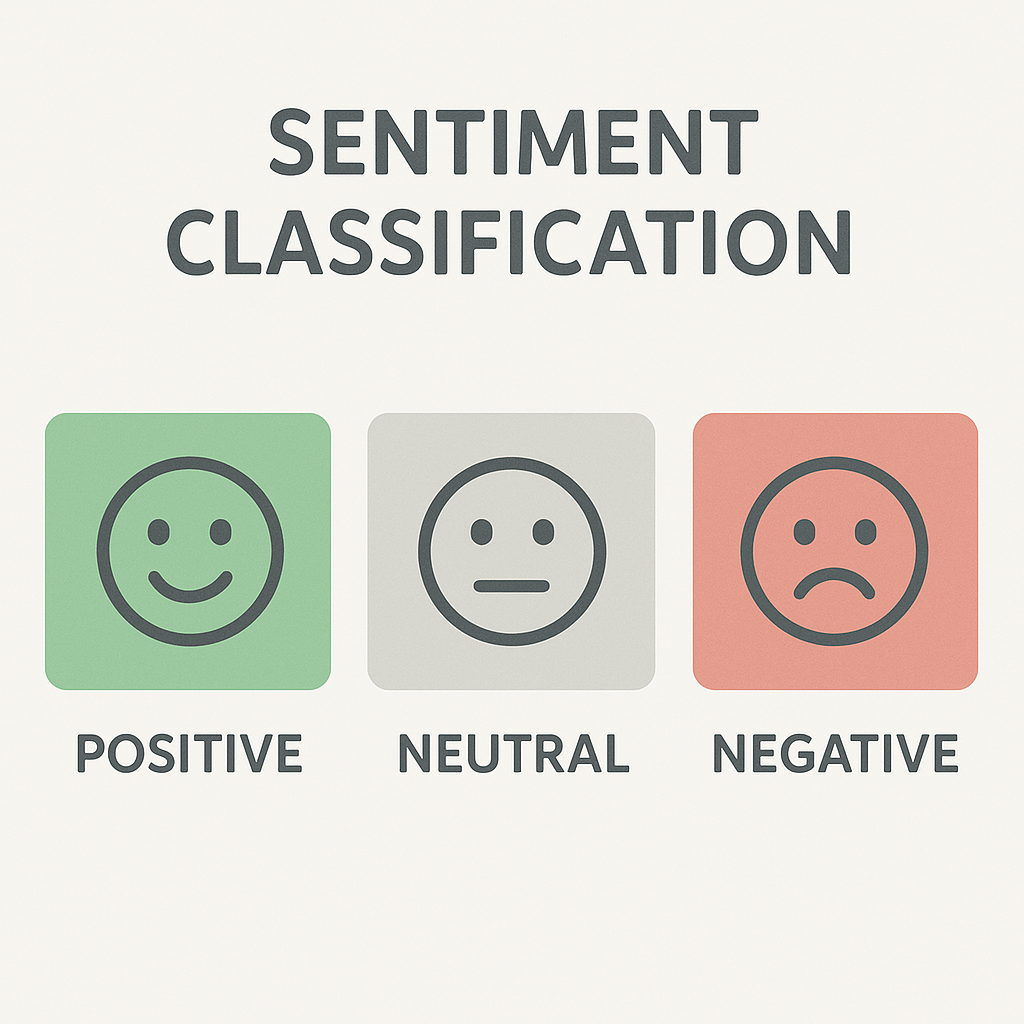 SENTIMENT
CLASSIFICATION
POSITIVE
NEUTRAL
NEGATIVE